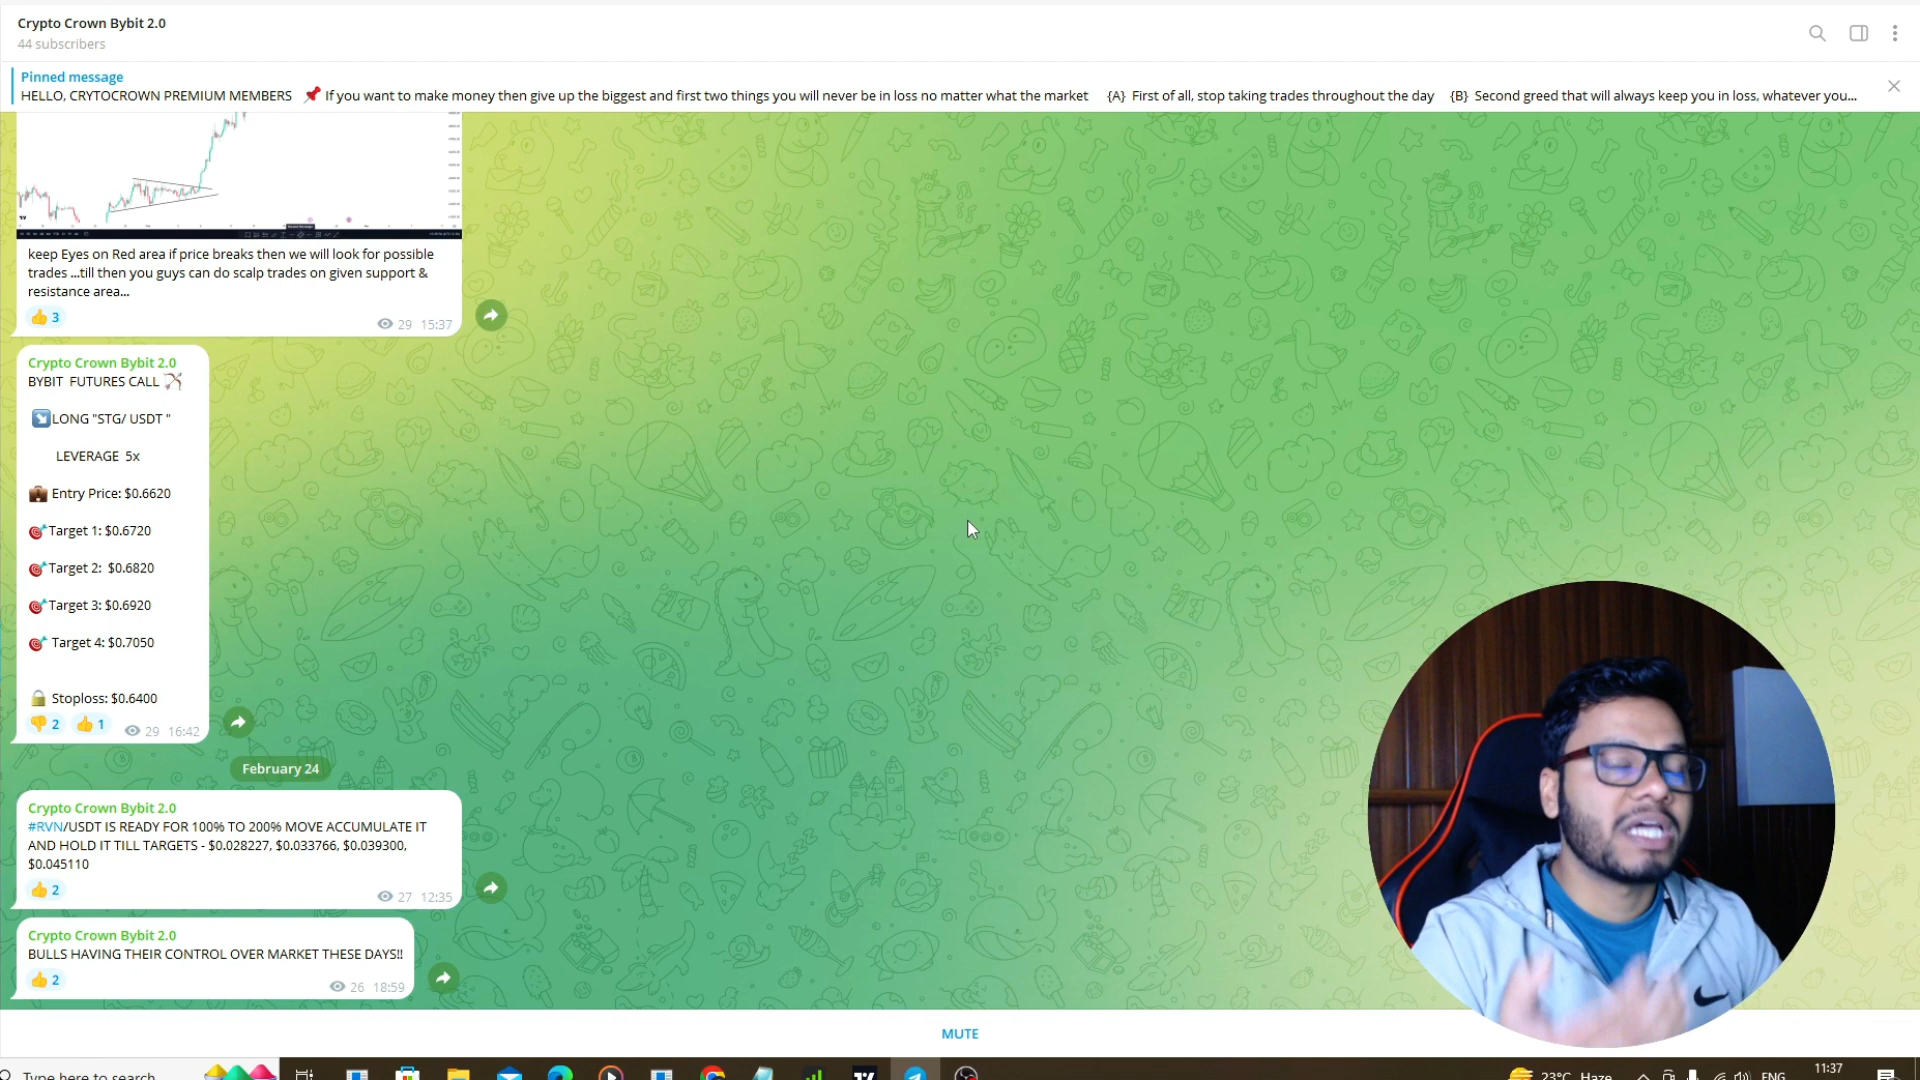 Crypto Crown Bybit 2.0
44 subscribers
Pinned message
HELLO, CRYTOCROWN PREMIUM MEMBERS 📌 If you want to make money then give up the biggest and first two things you will never be in loss no matter what the market {A} First of all, stop taking trades throughout the day {B} Second greed that will always keep you in loss, whatever you...
keep Eyes on Red area if price breaks then we will look for possible
trades ...till then you guys can do scalp trades on given support &
resistance area...
👍 3
29 15:37
Crypto Crown Bybit 2.0
BYBIT FUTURES CALL 🏹
↘️LONG "STG/ USDT "
LEVERAGE 5x
💼 Entry Price: $0.6620
🎯Target 1: $0.6720
🎯Target 2: $0.6820
🎯Target 3: $0.6920
🎯 Target 4: $0.7050
🔒 Stoploss: $0.6400
👎 2 👍 1 29 16:42
February 24
Crypto Crown Bybit 2.0
#RVN/USDT IS READY FOR 100% TO 200% MOVE ACCUMULATE IT
AND HOLD IT TILL TARGETS - $0.028227, $0.033766, $0.039300,
$0.045110
👍 2
27 12:35
Crypto Crown Bybit 2.0
BULLS HAVING THEIR CONTROL OVER MARKET THESE DAYS!!
👍 2
26 18:59
MUTE
Type here to search
23°C Haze
ENG
11:37